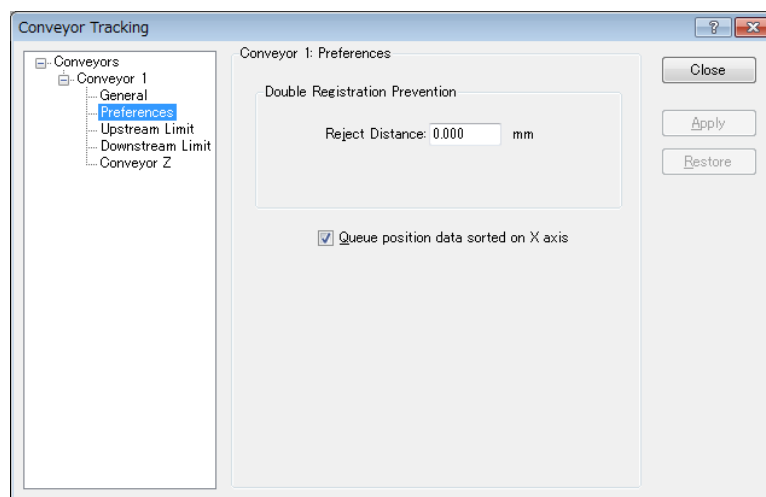 Conveyor Tracking
Conveyors
Conveyor 1
General
Preferences
Upstream Limit
Downstream Limit
Conveyor Z
Conveyor 1: Preferences
Double Registration Prevention
Reject Distance: 0.000 mm
Queue position data sorted on X axis
Close
Apply
Restore